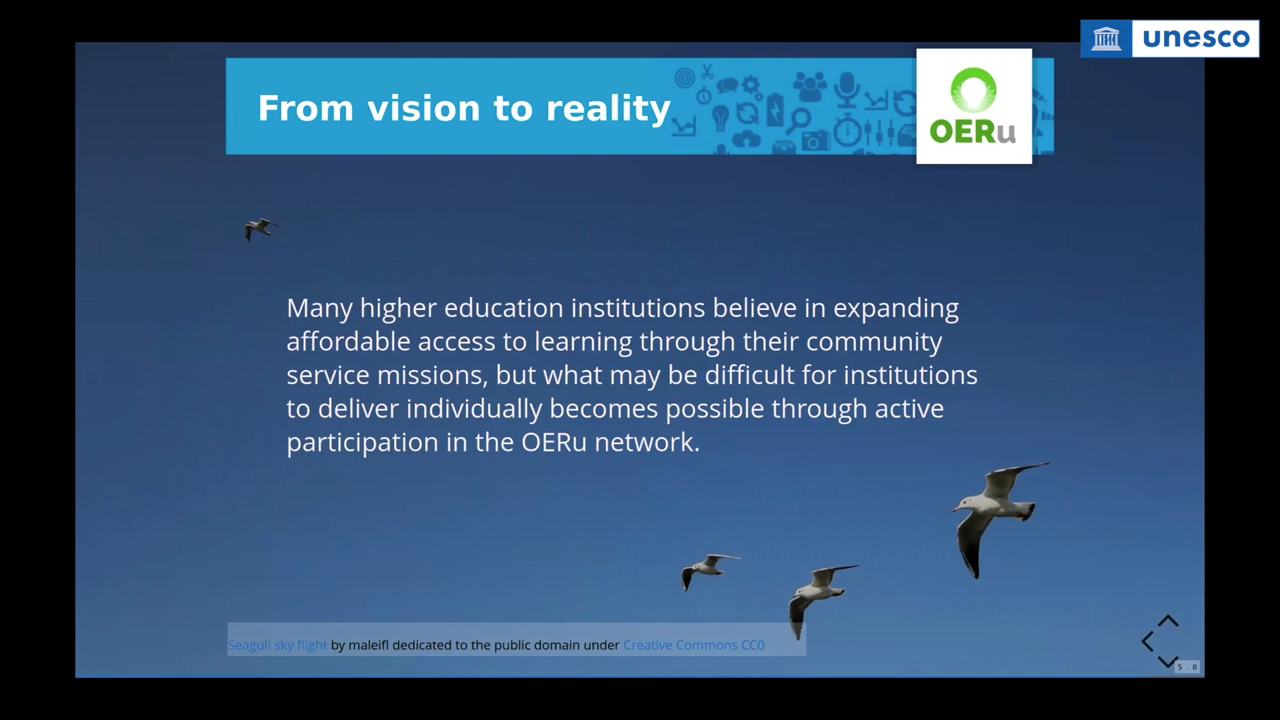 unesco
From vision to reality
OERu
Many higher education institutions believe in expanding
affordable access to learning through their community
service missions, but what may be difficult for institutions
to deliver individually becomes possible through active
participation in the OERu network.
Seagull sky flight by maleifl dedicated to the public domain under Creative Commons CC0
5 . 8